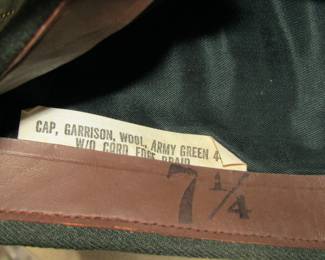 CAP, GARRISON, WOOL, ARMY GREEN 4
W/O CORD EDGE BRAID
7 1/4